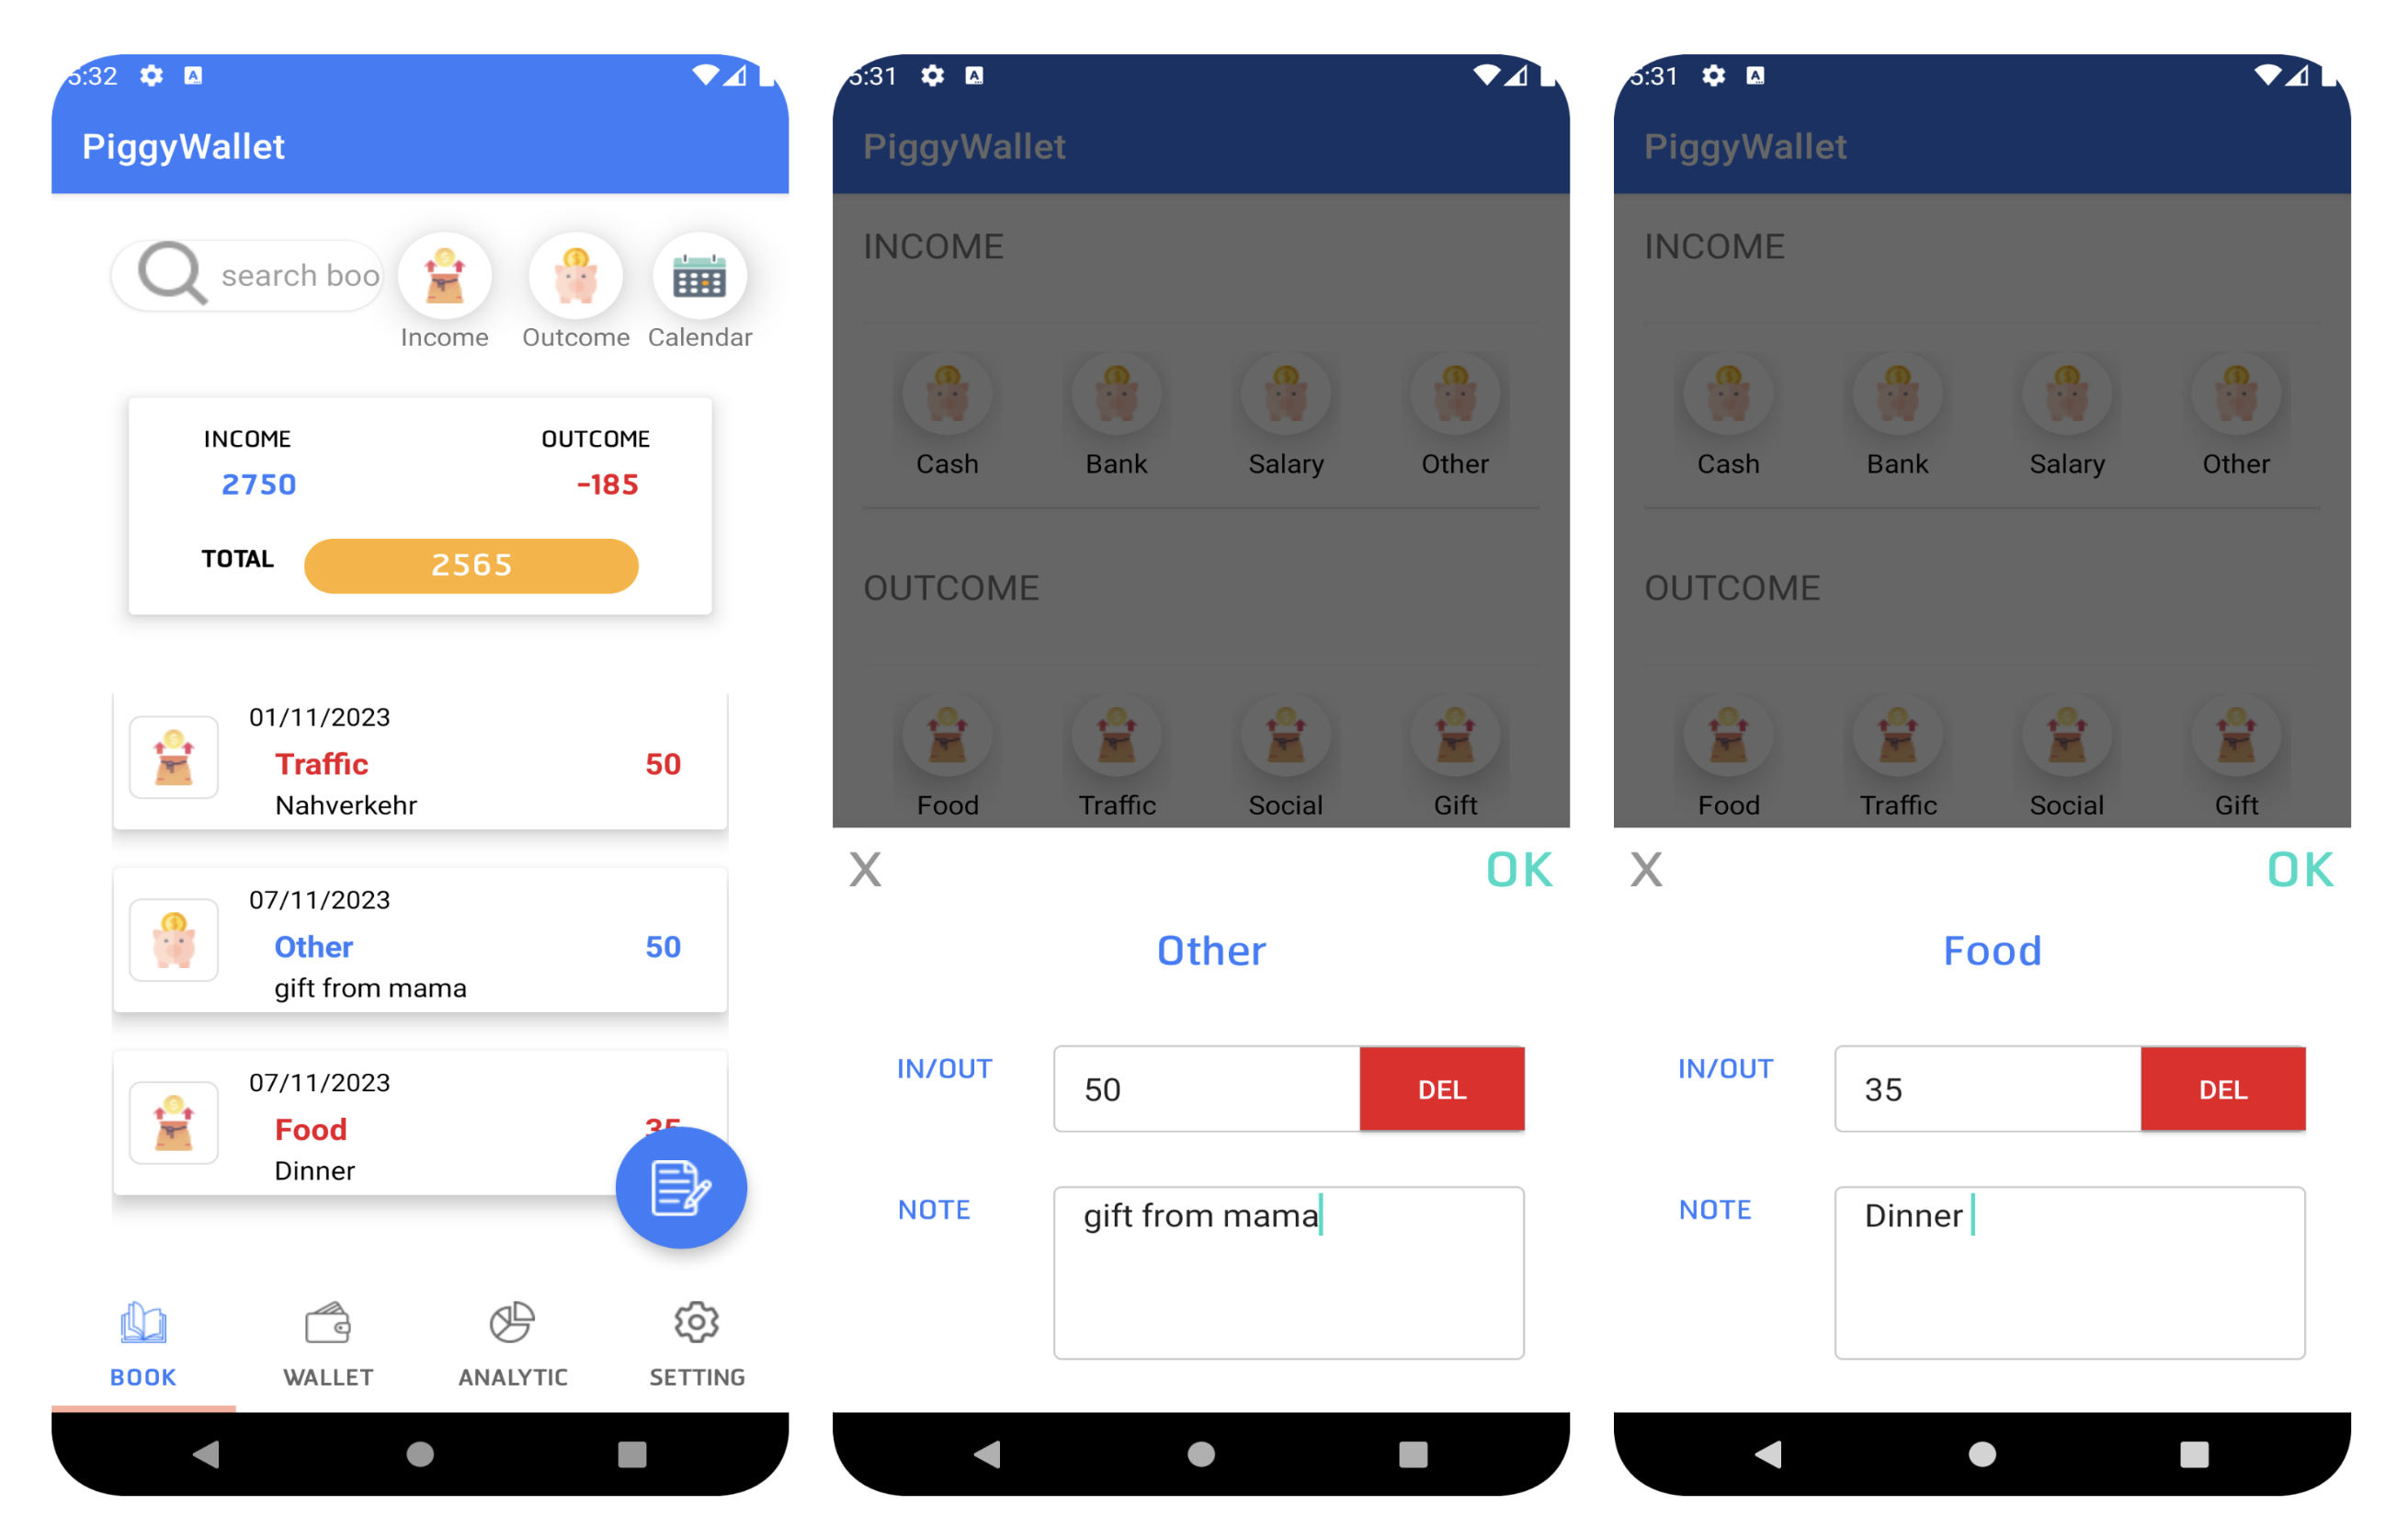 5:32
PiggyWallet
search boo
Income Outcome Calendar
INCOME OUTCOME
2750 -185
TOTAL 2565
01/11/2023
Traffic 50
Nahverkehr
07/11/2023
Other 50
gift from mama
07/11/2023
Food 35
Dinner
BOOK WALLET ANALYTIC SETTING
5:31
PiggyWallet
INCOME
Cash Bank Salary Other
OUTCOME
Food Traffic Social Gift
X OK
Other
IN/OUT 50 DEL
NOTE gift from mama
5:31
PiggyWallet
INCOME
Cash Bank Salary Other
OUTCOME
Food Traffic Social Gift
X OK
Food
IN/OUT 35 DEL
NOTE Dinner